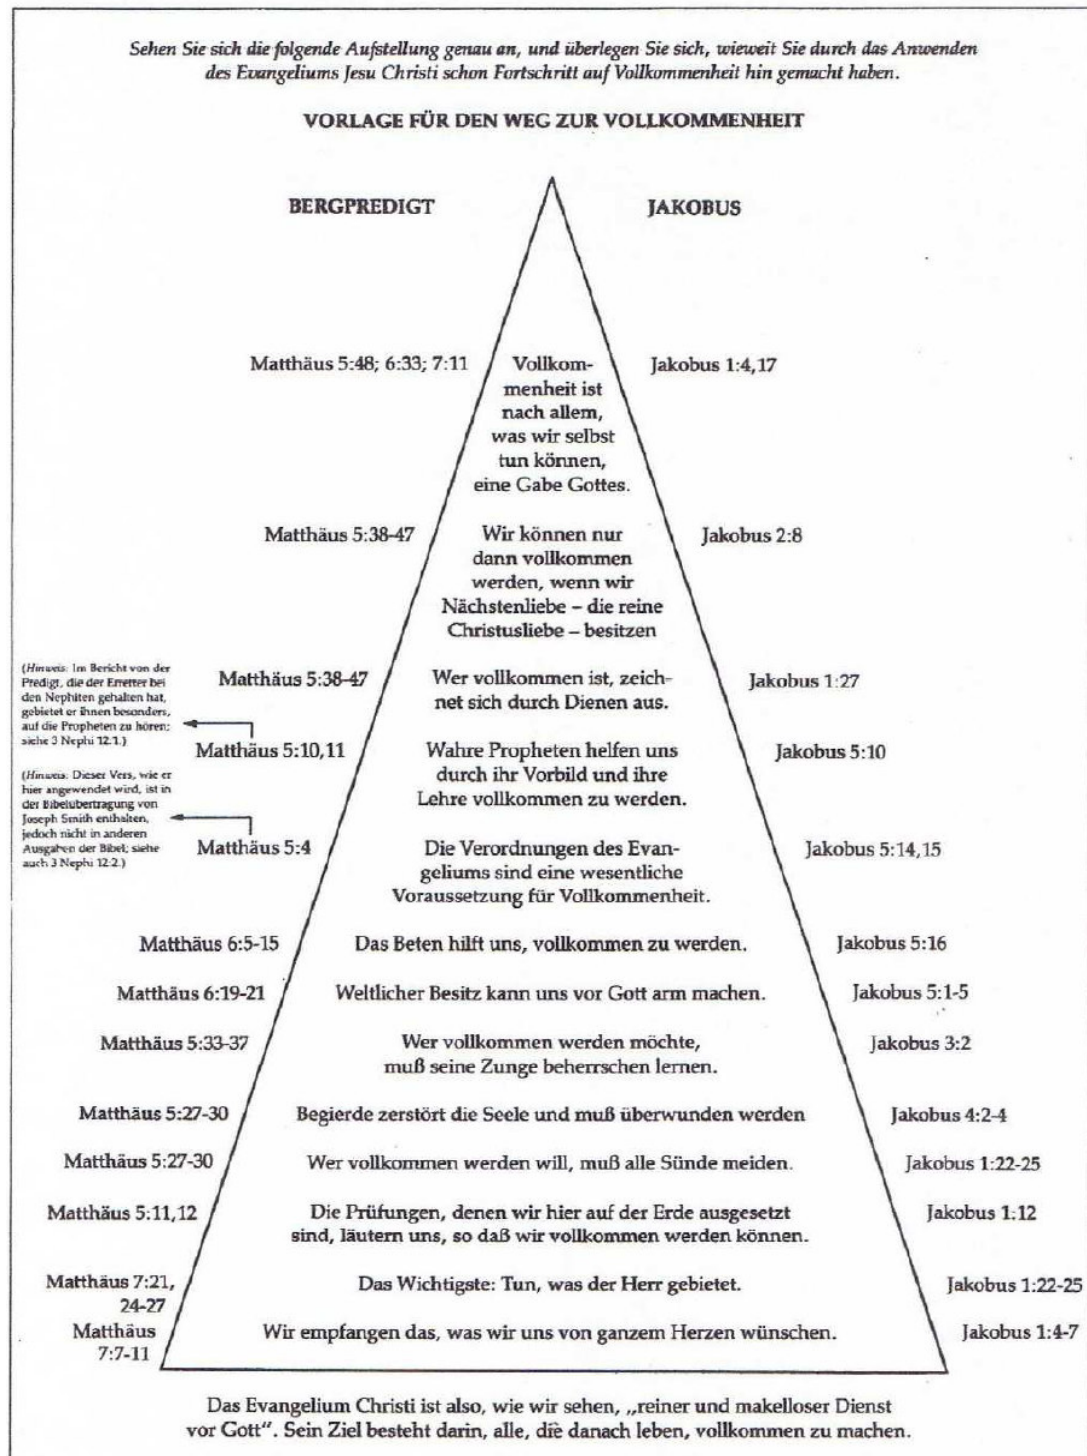 Sehen Sie sich die folgende Aufstellung genau an, und überlegen Sie sich, wieweit Sie durch das Anwenden
des Evangeliums Jesu Christi schon Fortschritt auf Vollkommenheit hin gemacht haben.
VORLAGE FÜR DEN WEG ZUR VOLLKOMMENHEIT
BERGPREDIGT
JAKOBUS
Matthäus 5:48; 6:33; 7:11
Vollkom-
menheit ist
nach allem,
was wir selbst
tun können,
eine Gabe Gottes.
Jakobus 1:4,17
Matthäus 5:38-47
Wir können nur
dann vollkommen
werden, wenn wir
Nächstenliebe – die reine
Christusliebe – besitzen
Jakobus 2:8
(Hinweis: Im Bericht von der
Predigt, die der Erretter bei
den Nephiten gehalten hat,
gebietet er ihnen besonders,
auf die Propheten zu hören;
siehe 3 Nephi 12:1.)
Matthäus 5:38-47
Wer vollkommen ist, zeich-
net sich durch Dienen aus.
Jakobus 1:27
Matthäus 5:10,11
Wahre Propheten helfen uns
durch ihr Vorbild und ihre
Lehre vollkommen zu werden.
Jakobus 5:10
(Hinweis: Dieser Vers, wie er
hier angewendet wird, ist in
der Bibelübertragung von
Joseph Smith enthalten,
jedoch nicht in anderen
Ausgaben der Bibel; siehe
auch 3 Nephi 12:2.)
Matthäus 5:4
Die Verordnungen des Evan-
geliums sind eine wesentliche
Voraussetzung für Vollkommenheit.
Jakobus 5:14,15
Matthäus 6:5-15
Das Beten hilft uns, vollkommen zu werden.
Jakobus 5:16
Matthäus 6:19-21
Weltlicher Besitz kann uns vor Gott arm machen.
Jakobus 5:1-5
Matthäus 5:33-37
Wer vollkommen werden möchte,
muß seine Zunge beherrschen lernen.
Jakobus 3:2
Matthäus 5:27-30
Begierde zerstört die Seele und muß überwunden werden
Jakobus 4:2-4
Matthäus 5:27-30
Wer vollkommen werden will, muß alle Sünde meiden.
Jakobus 1:22-25
Matthäus 5:11,12
Die Prüfungen, denen wir hier auf der Erde ausgesetzt
sind, läutern uns, so daß wir vollkommen werden können.
Jakobus 1:12
Matthäus 7:21,
24-27
Das Wichtigste: Tun, was der Herr gebietet.
Jakobus 1:22-25
Matthäus
7:7-11
Wir empfangen das, was wir uns von ganzem Herzen wünschen.
Jakobus 1:4-7
Das Evangelium Christi ist also, wie wir sehen, „reiner und makelloser Dienst
vor Gott“. Sein Ziel besteht darin, alle, die danach leben, vollkommen zu machen.